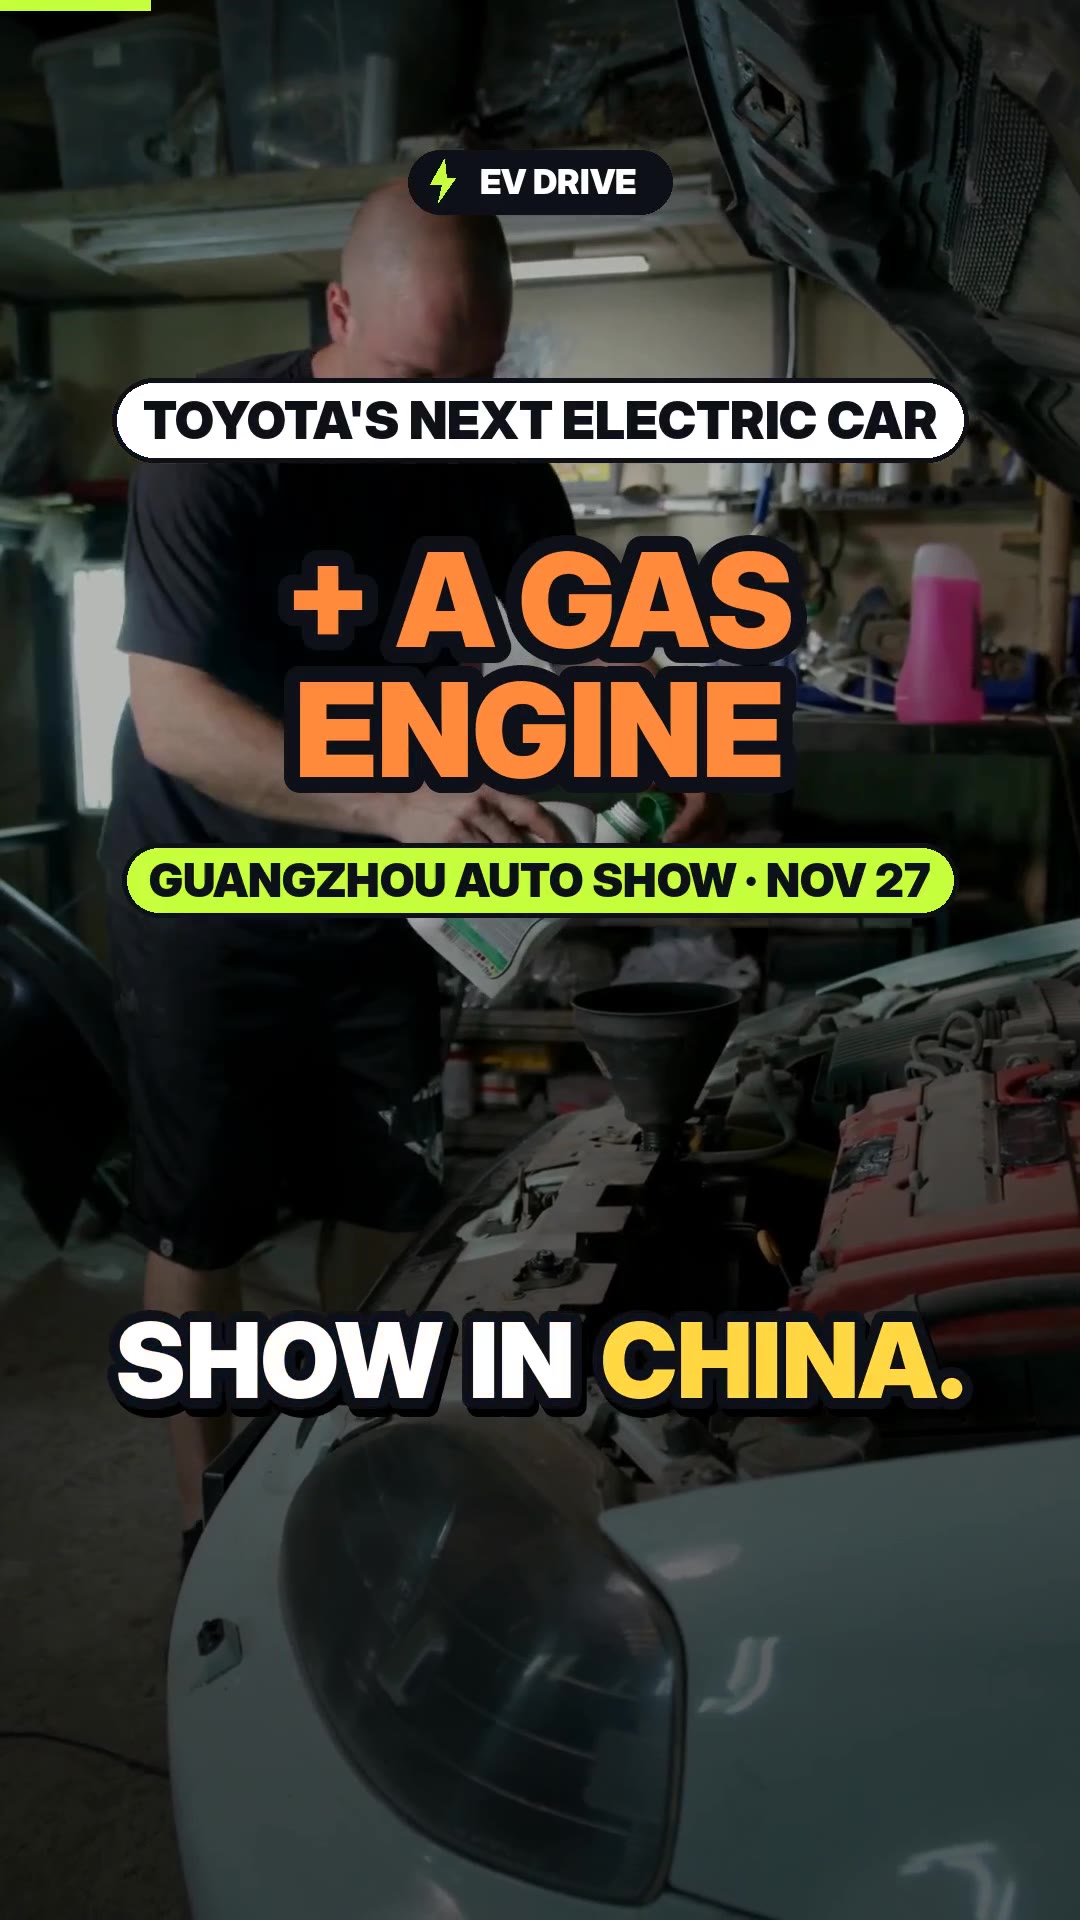 EV DRIVE
TOYOTA'S NEXT ELECTRIC CAR
+ A GAS
ENGINE
GUANGZHOU AUTO SHOW · NOV 27
SHOW IN CHINA.